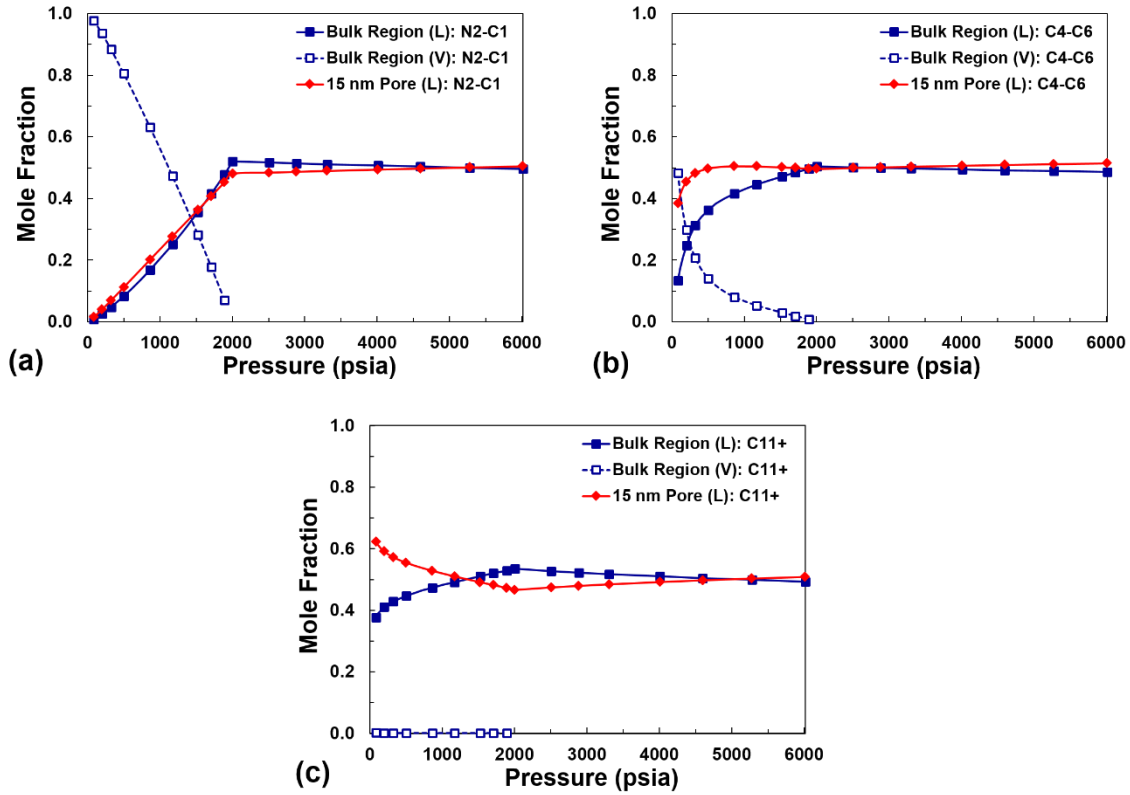 1.0
0.8
0.6
0.4
0.2
0.0
Mole Fraction
Bulk Region (L): N2-C1
Bulk Region (V): N2-C1
15 nm Pore (L): N2-C1
0 1000 2000 3000 4000 5000 6000
Pressure (psia)
(a)
1.0
0.8
0.6
0.4
0.2
0.0
Mole Fraction
Bulk Region (L): C4-C6
Bulk Region (V): C4-C6
15 nm Pore (L): C4-C6
0 1000 2000 3000 4000 5000 6000
Pressure (psia)
(b)
1.0
0.8
0.6
0.4
0.2
0.0
Mole Fraction
Bulk Region (L): C11+
Bulk Region (V): C11+
15 nm Pore (L): C11+
0 1000 2000 3000 4000 5000 6000
Pressure (psia)
(c)